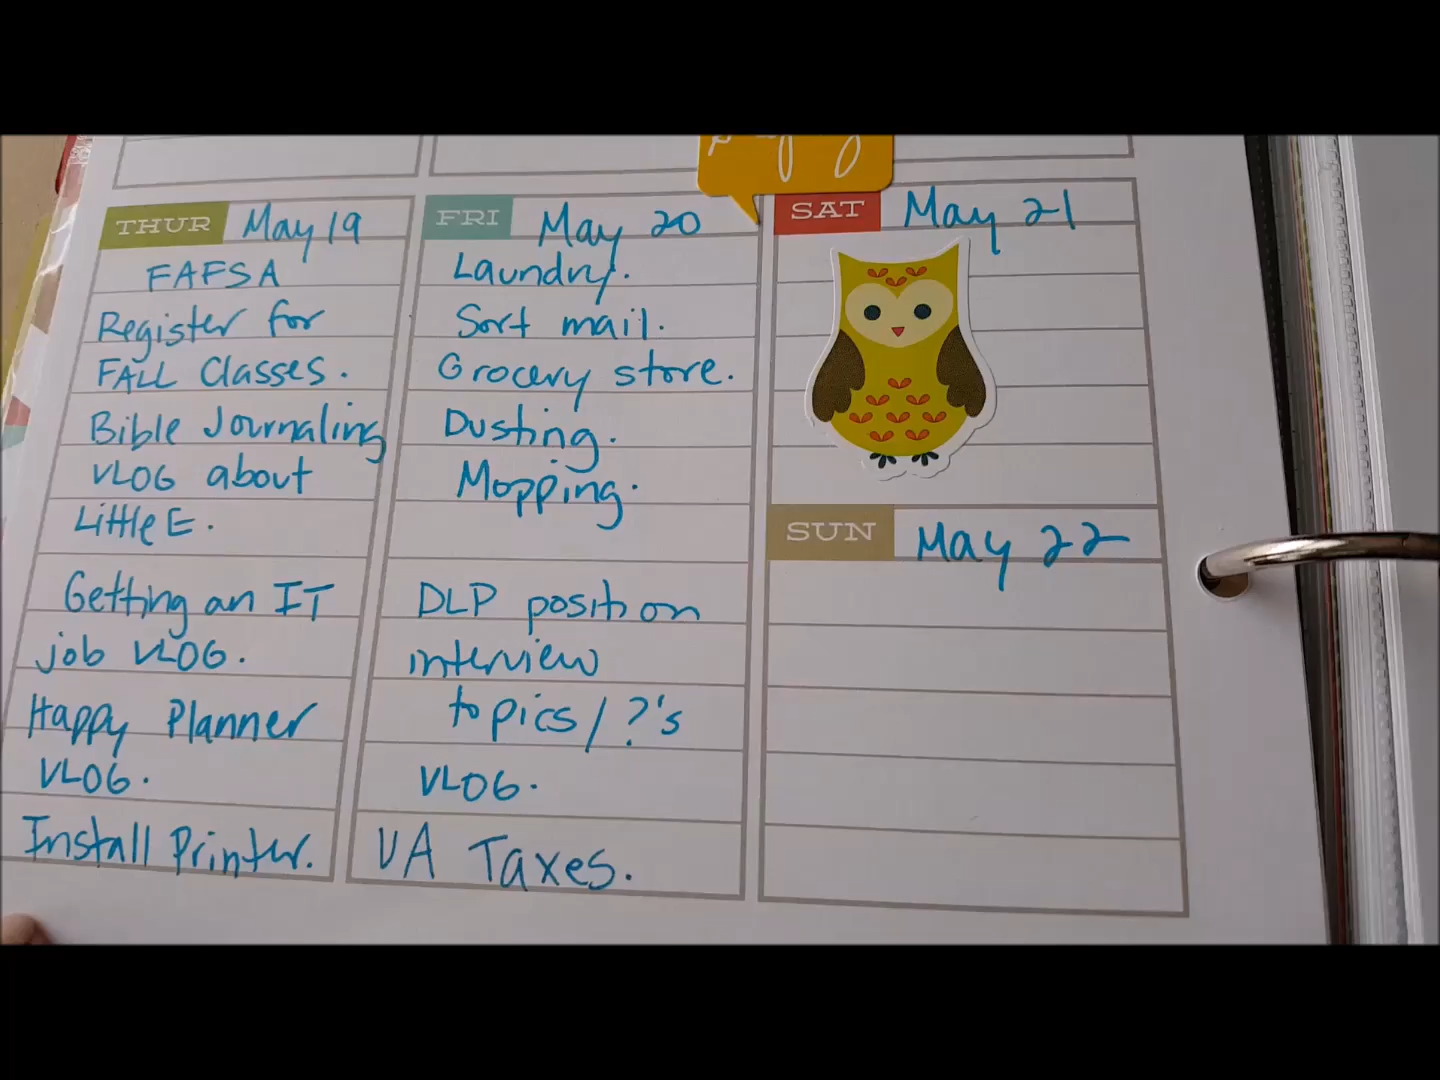 THUR May 19
FAFSA
Register for
FALL Classes.
Bible Journaling
VLOG about
Little E.
Getting an IT
job VLOG.
Happy Planner
VLOG.
Install Printer.
FRI May 20
Laundry.
Sort mail.
Grocery store.
Dusting.
Mopping.
DLP position
interview
topics/?'s
VLOG.
VA Taxes.
SAT May 21
SUN May 22